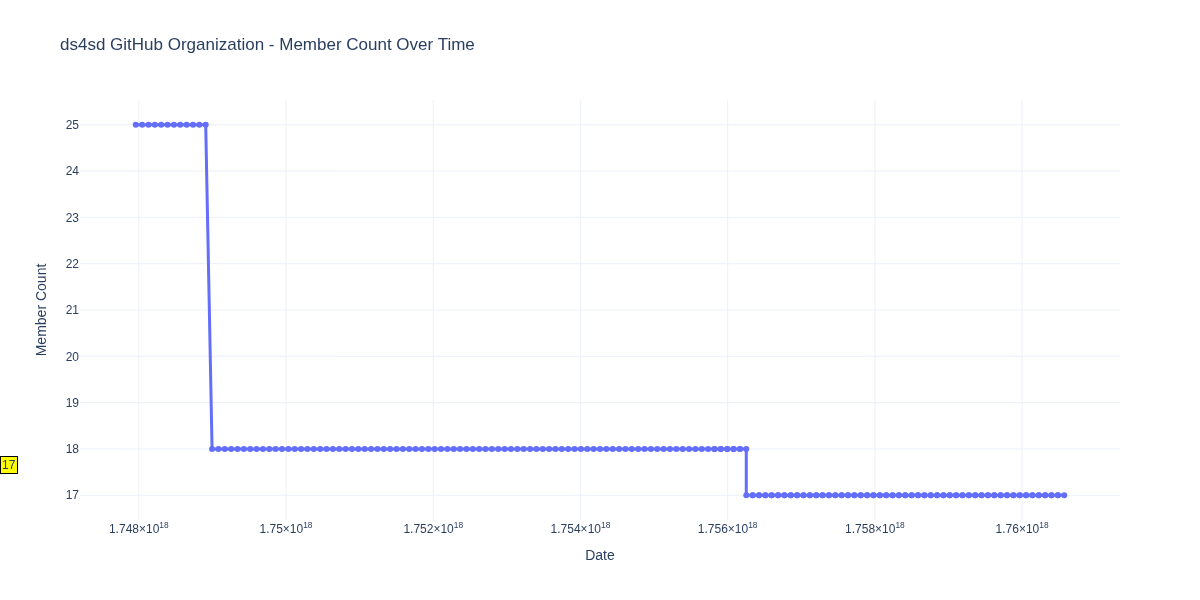 ds4sd GitHub Organization - Member Count Over Time
25
24
23
22
21
20
19
18
17
Member Count
17
1.748×10¹⁸ 1.75×10¹⁸ 1.752×10¹⁸ 1.754×10¹⁸ 1.756×10¹⁸ 1.758×10¹⁸ 1.76×10¹⁸
Date